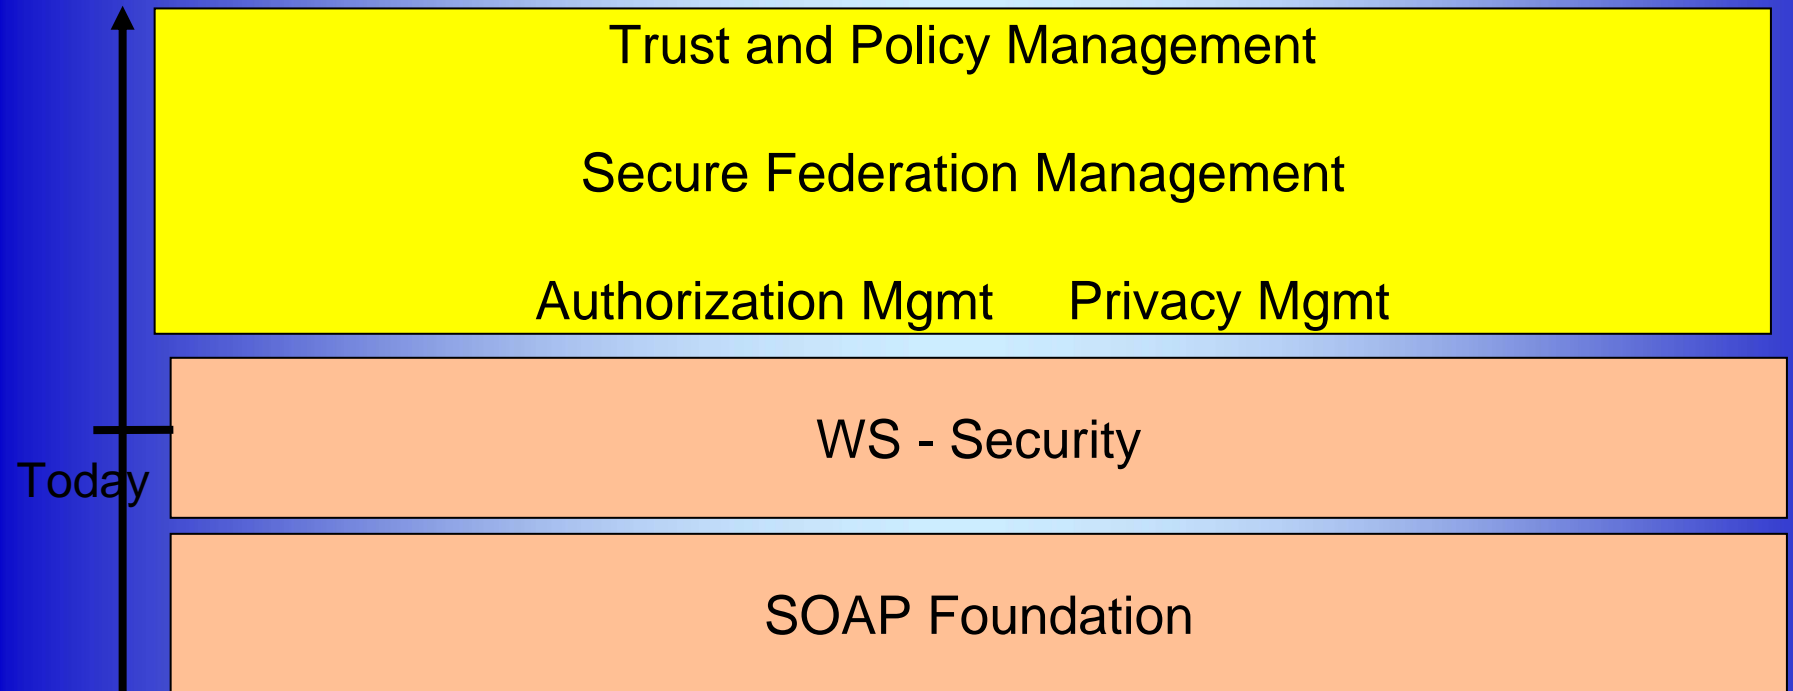 Trust and Policy Management
Secure Federation Management
Authorization Mgmt Privacy Mgmt
WS - Security
Today
SOAP Foundation